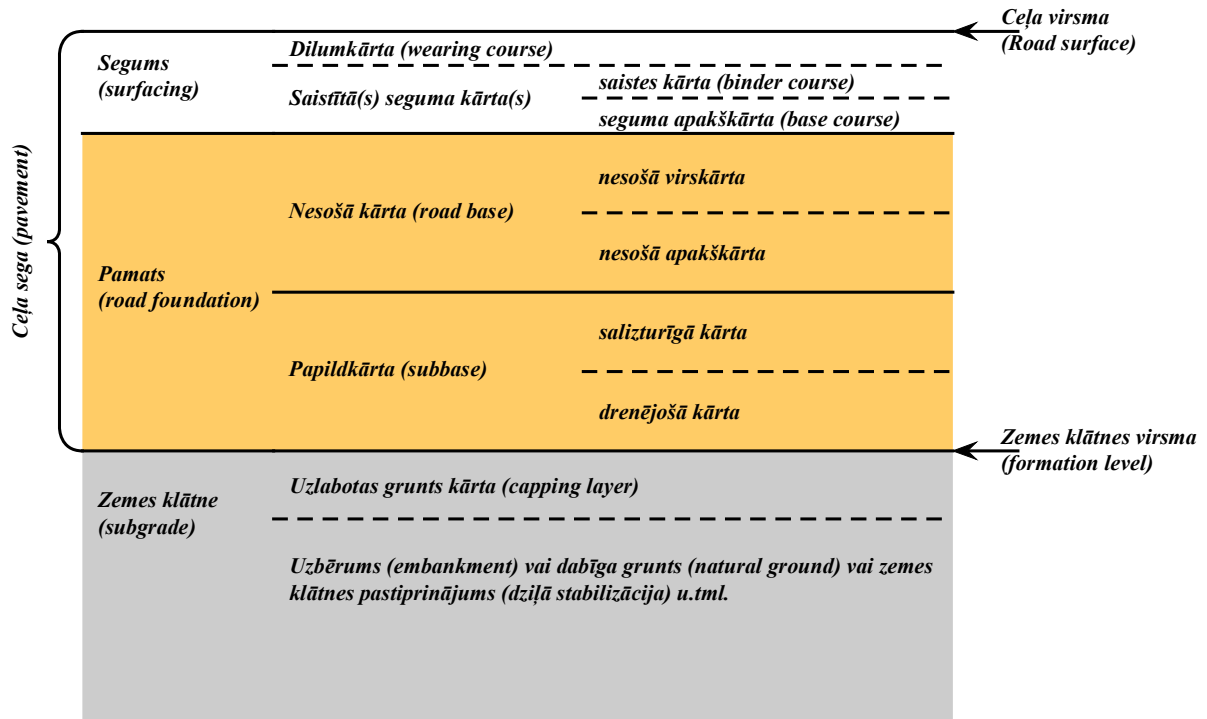 Ceļa virsma
(Road surface)
Dilumkārta (wearing course)
Segums
(surfacing)
saistes kārta (binder course)
Saistītā(s) seguma kārta(s)
seguma apakškārta (base course)
nesošā virskārta
Nesošā kārta (road base)
nesošā apakškārta
Ceļa sega (pavement)
Pamats
(road foundation)
salizturīgā kārta
Papildkārta (subbase)
drenējošā kārta
Zemes klātnes virsma
(formation level)
Uzlabotas grunts kārta (capping layer)
Zemes klātne
(subgrade)
Uzbērums (embankment) vai dabīga grunts (natural ground) vai zemes
klātnes pastiprinājums (dziļā stabilizācija) u.tml.